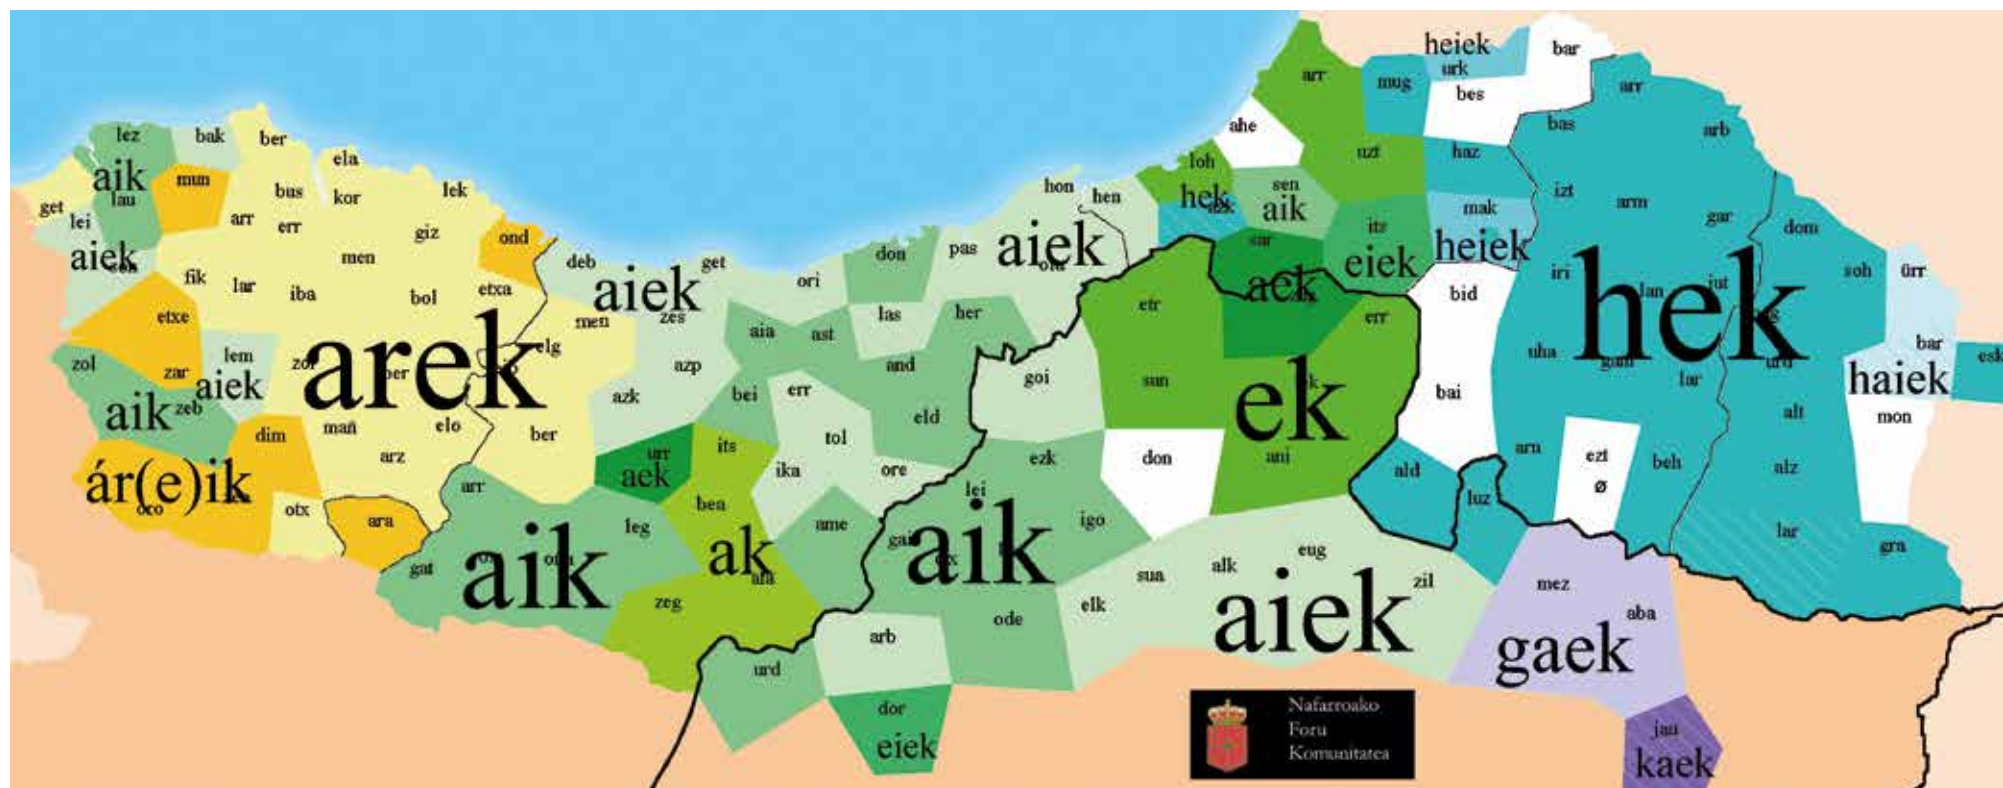 heiek
bar
urk
arr
mug
bes
arr
lez
bak
ber
ahe
bas
arb
ela
loh
uzt
haz
aik
mun
bus
kor
lek
hon
hen
hek
sen
aik
izt
lau
get
lei
arr
err
giz
ond
mak
arm
gar
aiek
men
don
pas
aiek
sar
its
eiek
heiek
dom
fik
lar
iba
bol
etxa
deb
aiek
get
ori
aek
iri
lan
jut
hek
soh
ürr
etxe
men
zes
aia
ast
las
her
etr
err
bid
zol
lem
aiek
zar
arek
elg
azp
and
goi
sun
ek
uha
lar
bar
haiek
esk
aik
zeb
azk
bei
err
eld
bai
alt
mon
dim
mañ
elo
ber
its
tol
ezk
don
ani
arn
ezt
ø
beh
ár(e)ik
arz
urr
aek
ika
ore
lei
ald
luz
alz
oro
otx
ara
arr
leg
bea
ame
aik
igo
lar
gra
gat
aik
ak
sua
alk
eug
zil
mez
zeg
elk
aiek
aba
arb
ode
gaek
urd
dor
eiek
Nafarroako
Foru
Komunitatea
jau
kaek